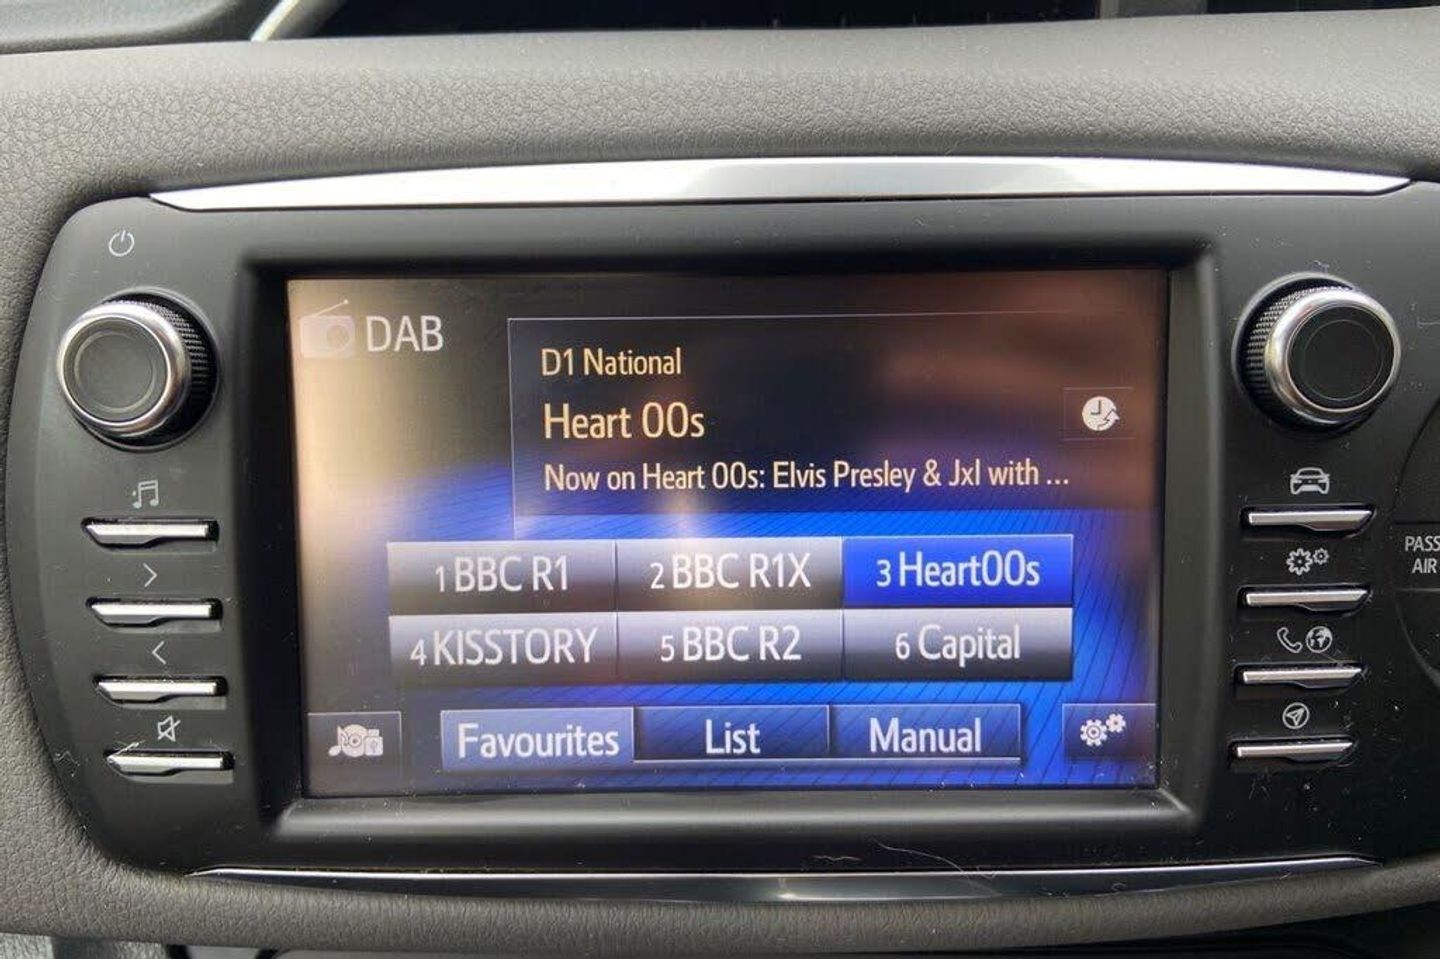 DAB
D1 National
Heart 00s
Now on Heart 00s: Elvis Presley & Jxl with ...
1 BBC R1 2 BBC R1X 3 Heart00s
4 KISSTORY 5 BBC R2 6 Capital
Favourites List Manual
PASS
AIR